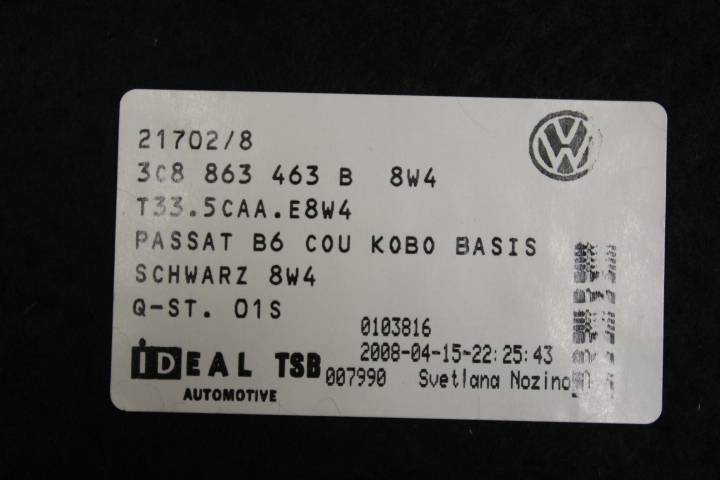 21702/8
3C8 863 463 B 8W4
T33.5CAA.E8W4
PASSAT B6 COU KOBO BASIS
SCHWARZ 8W4
Q-ST. 01S
0103816
2008-04-15-22:25:43
IDEAL TSB 007990 Svetlana
AUTOMOTIVE
VW